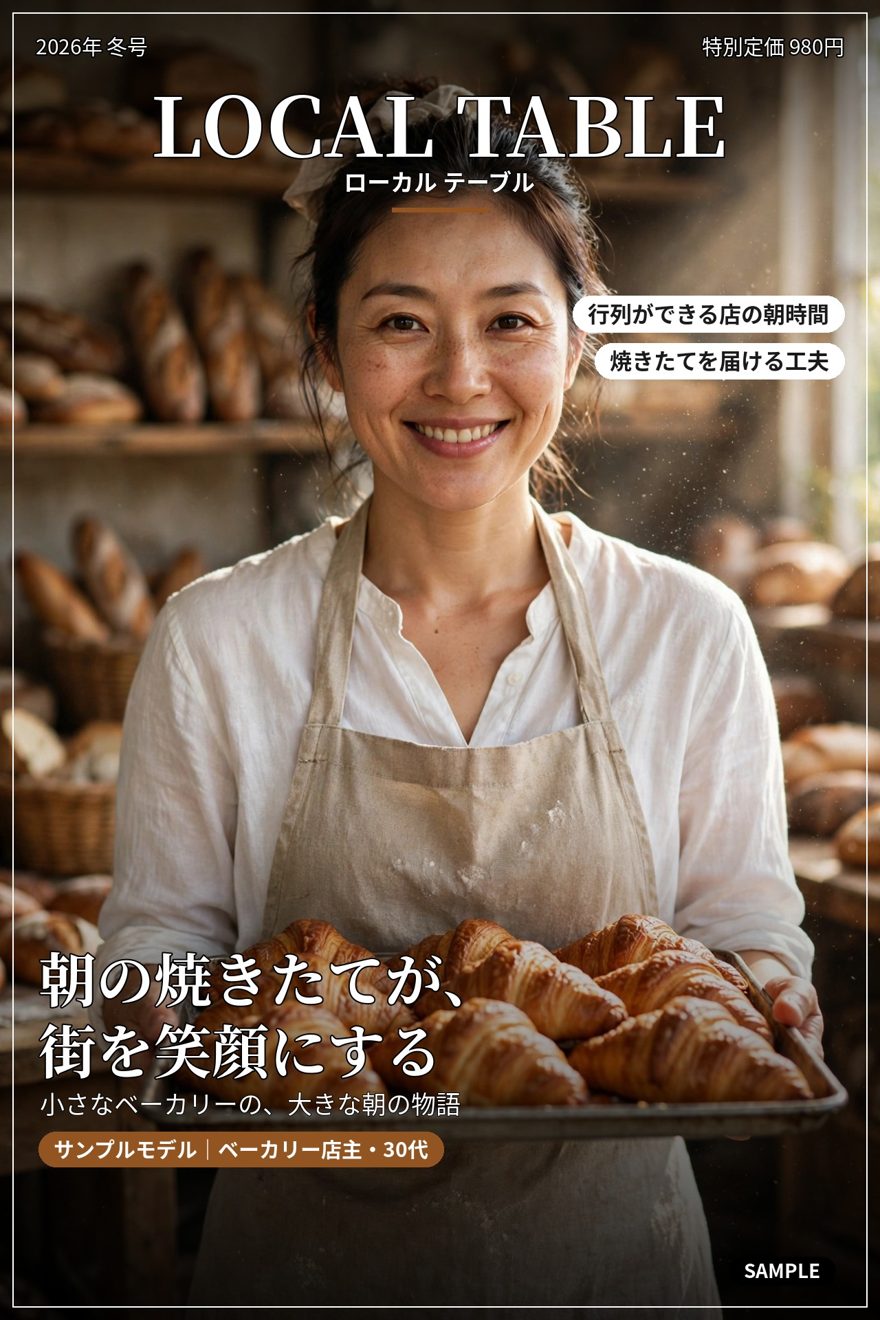 2026年 冬号
特別定価 980円
LOCAL TABLE
ローカル テーブル
行列ができる店の朝時間
焼きたてを届ける工夫
朝の焼きたてが、
街を笑顔にする
小さなベーカリーの、大きな朝の物語
サンプルモデル｜ベーカリー店主・30代
SAMPLE